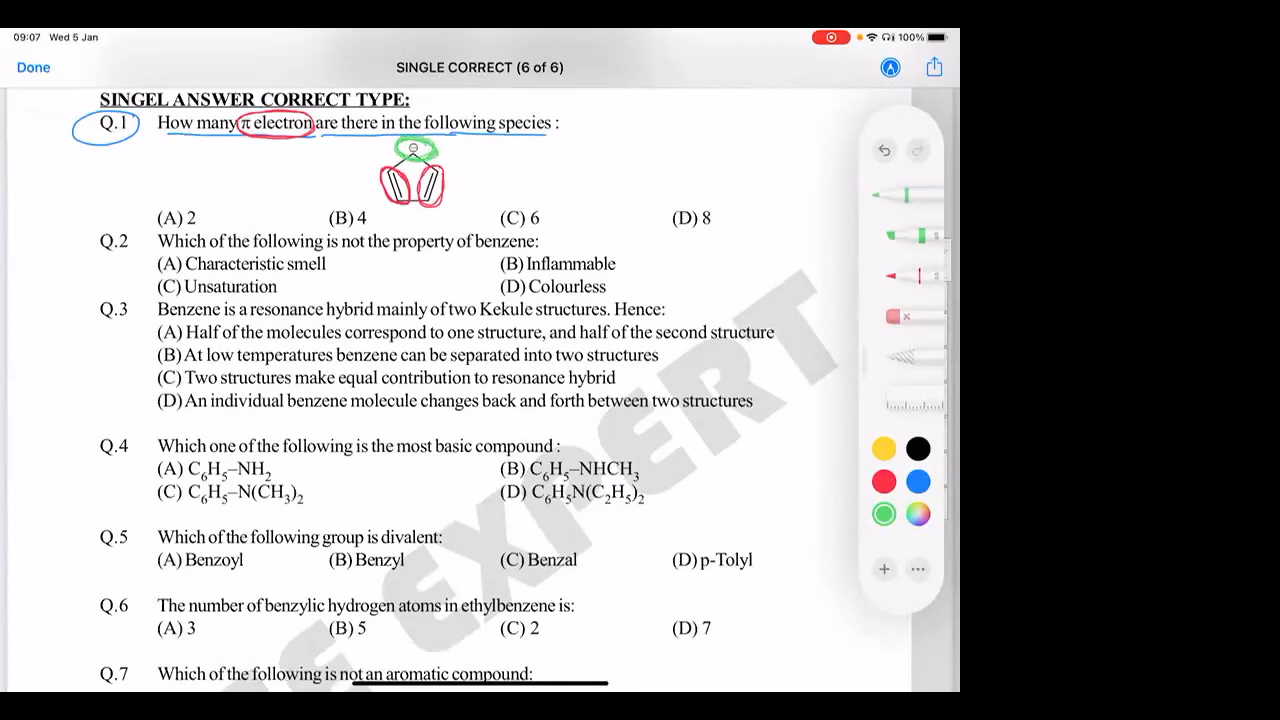 09:07 Wed 5 Jan 100%
Done SINGLE CORRECT (6 of 6)
SINGEL ANSWER CORRECT TYPE:
Q.1 How many π electron are there in the following species :
⊖
(A) 2 (B) 4 (C) 6 (D) 8
Q.2 Which of the following is not the property of benzene:
(A) Characteristic smell (B) Inflammable
(C) Unsaturation (D) Colourless
Q.3 Benzene is a resonance hybrid mainly of two Kekule structures. Hence:
(A) Half of the molecules correspond to one structure, and half of the second structure
(B) At low temperatures benzene can be separated into two structures
(C) Two structures make equal contribution to resonance hybrid
(D) An individual benzene molecule changes back and forth between two structures
Q.4 Which one of the following is the most basic compound :
(A) C₆H₅–NH₂ (B) C₆H₅–NHCH₃
(C) C₆H₅–N(CH₃)₂ (D) C₆H₅N(C₂H₅)₂
Q.5 Which of the following group is divalent:
(A) Benzoyl (B) Benzyl (C) Benzal (D) p-Tolyl
Q.6 The number of benzylic hydrogen atoms in ethylbenzene is:
(A) 3 (B) 5 (C) 2 (D) 7
Q.7 Which of the following is not an aromatic compound:
EXPERT